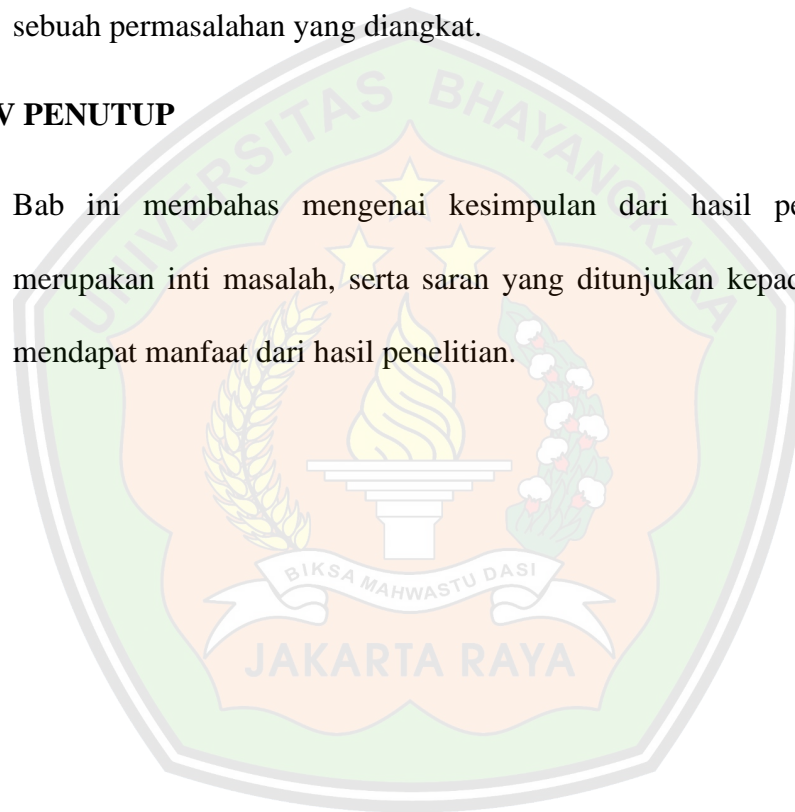 sebuah permasalahan yang diangkat.
V PENUTUP
Bab ini membahas mengenai kesimpulan dari hasil pe
merupakan inti masalah, serta saran yang ditunjukan kepad
mendapat manfaat dari hasil penelitian.
UNIVERSITAS BHAYANGKARA
BIKSA MAHWASTU DASI
JAKARTA RAYA